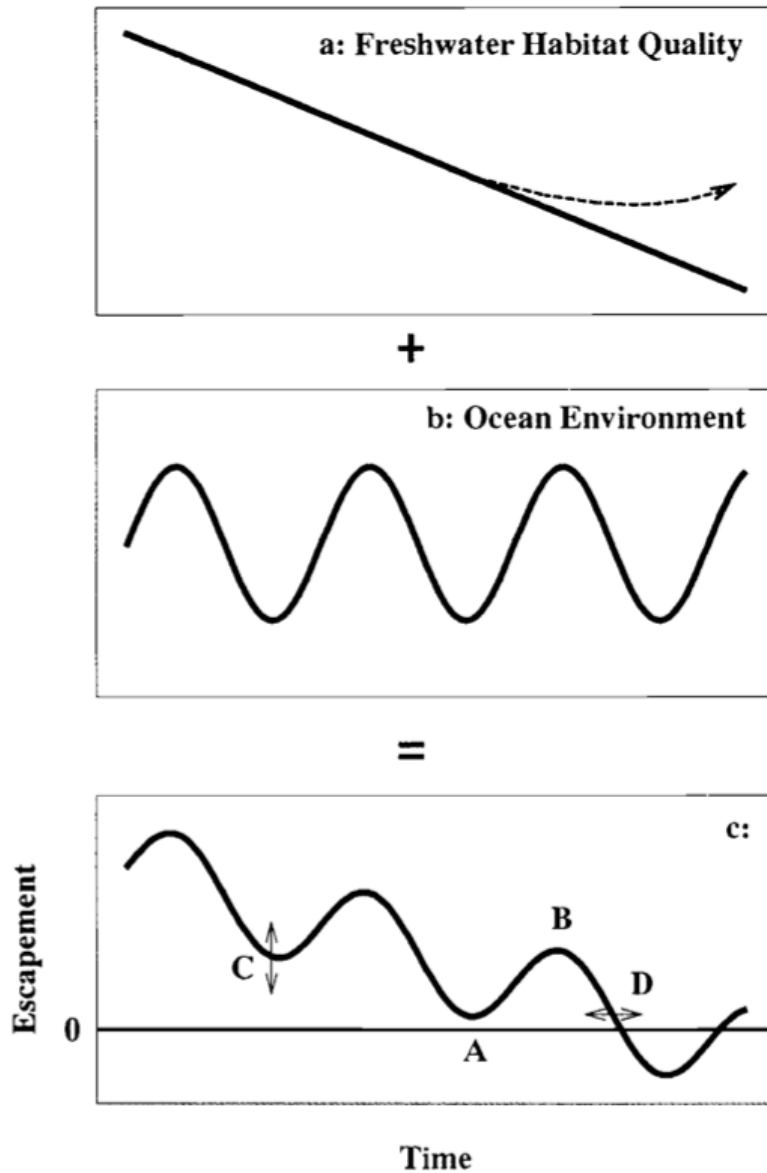 a: Freshwater Habitat Quality
+
b: Ocean Environment
=
c:
B
C
D
Escapement
0
A
Time